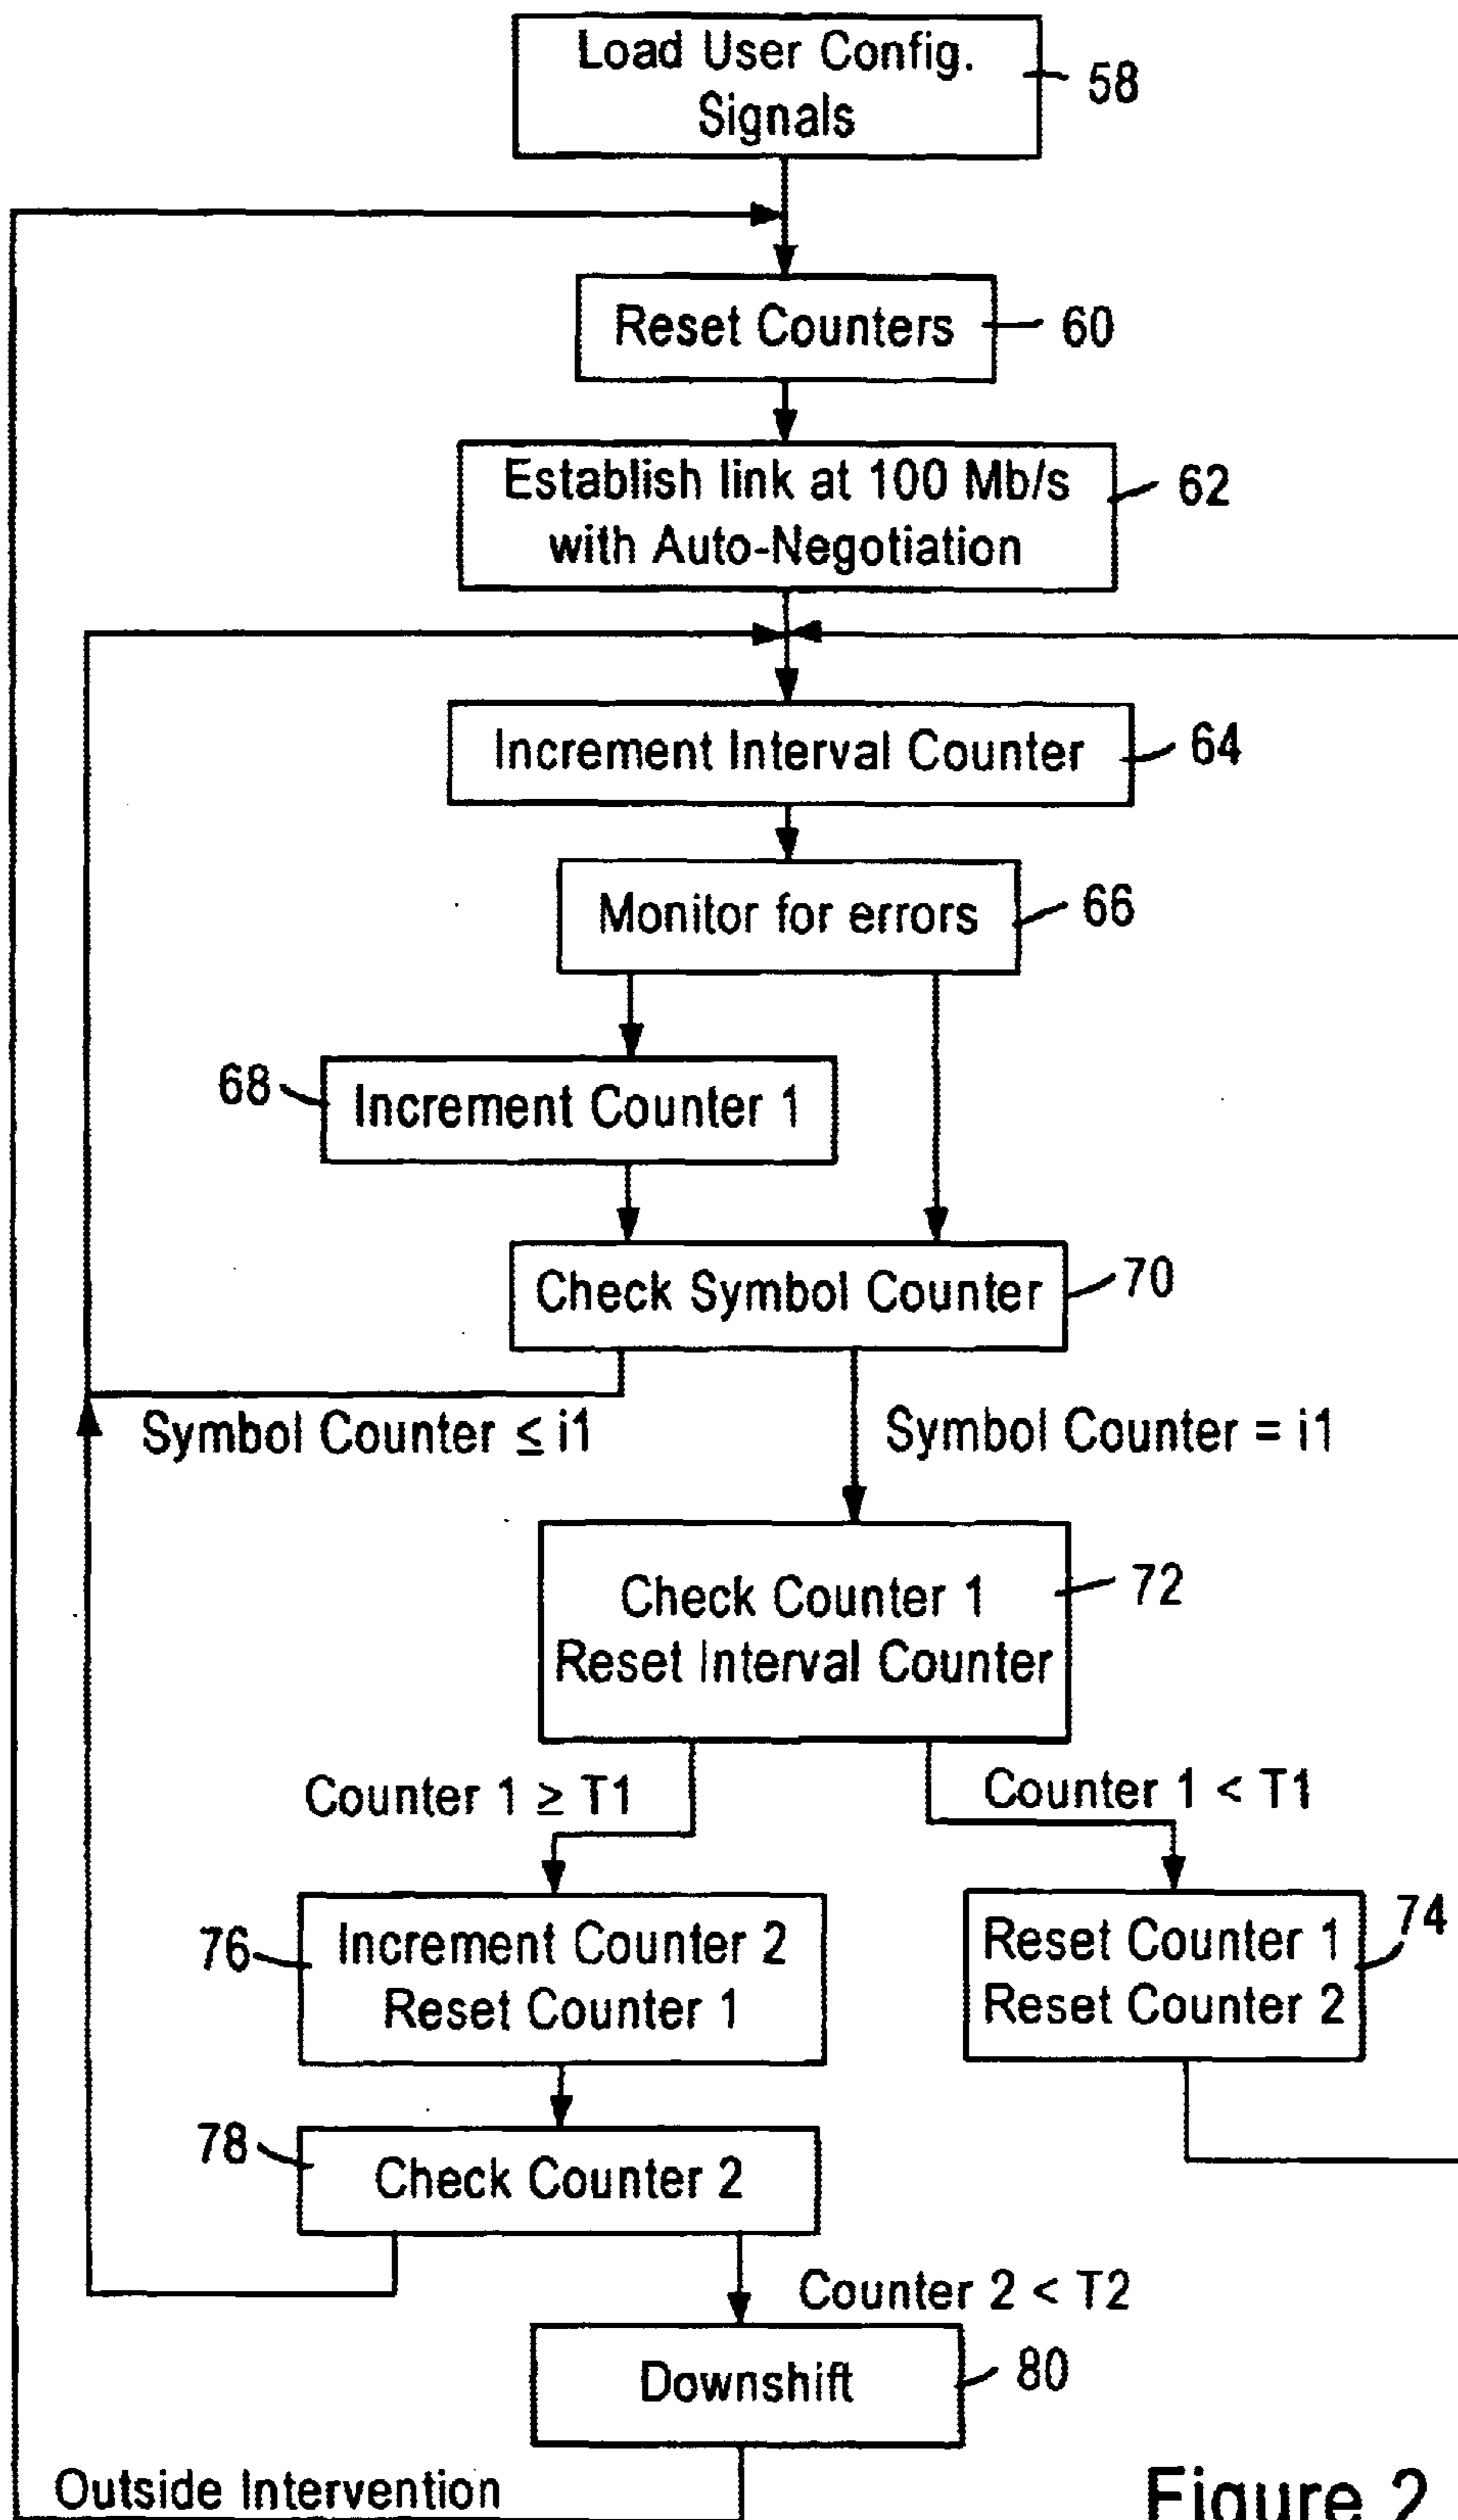 Load User Config.
Signals
58
Reset Counters
60
Establish link at 100 Mb/s
with Auto-Negotiation
62
Increment Interval Counter
64
Monitor for errors
66
68
Increment Counter 1
Check Symbol Counter
70
Symbol Counter ≤ i1
Symbol Counter = i1
Check Counter 1
Reset Interval Counter
72
Counter 1 ≥ T1
Counter 1 < T1
76
Increment Counter 2
Reset Counter 1
Reset Counter 1
Reset Counter 2
74
78
Check Counter 2
Counter 2 < T2
Downshift
80
Outside Intervention
Figure 2